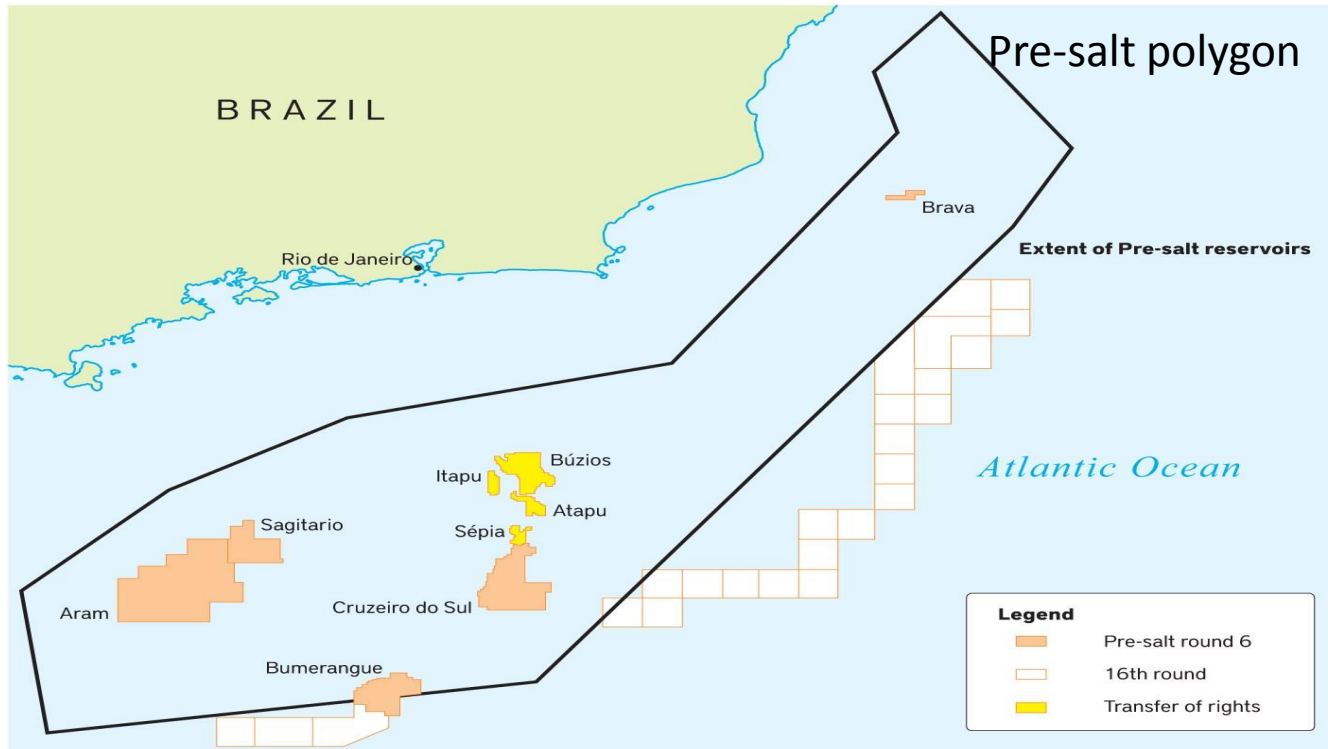 Pre-salt polygon
BRAZIL
Brava
Extent of Pre-salt reservoirs
Rio de Janeiro
Búzios
Itapu
Atapu
Atlantic Ocean
Sagitario
Sépia
Aram
Cruzeiro do Sul
Bumerangue
Legend
Pre-salt round 6
16th round
Transfer of rights